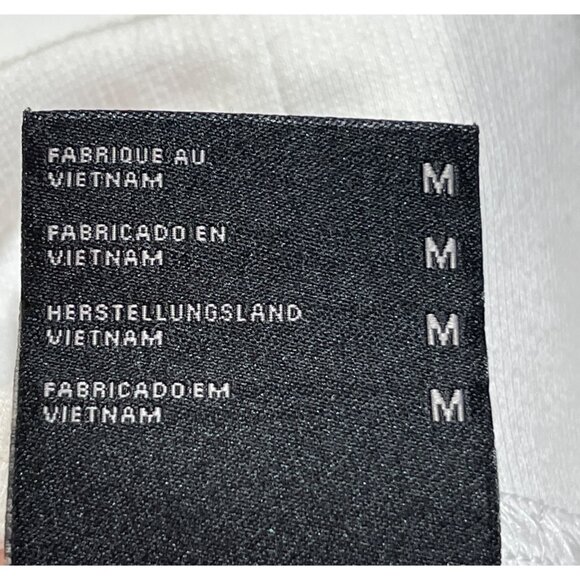 FABRIQUE AU
VIETNAM M
FABRICADO EN
VIETNAM M
HERSTELLUNGSLAND
VIETNAM M
FABRICADO EM
VIETNAM M